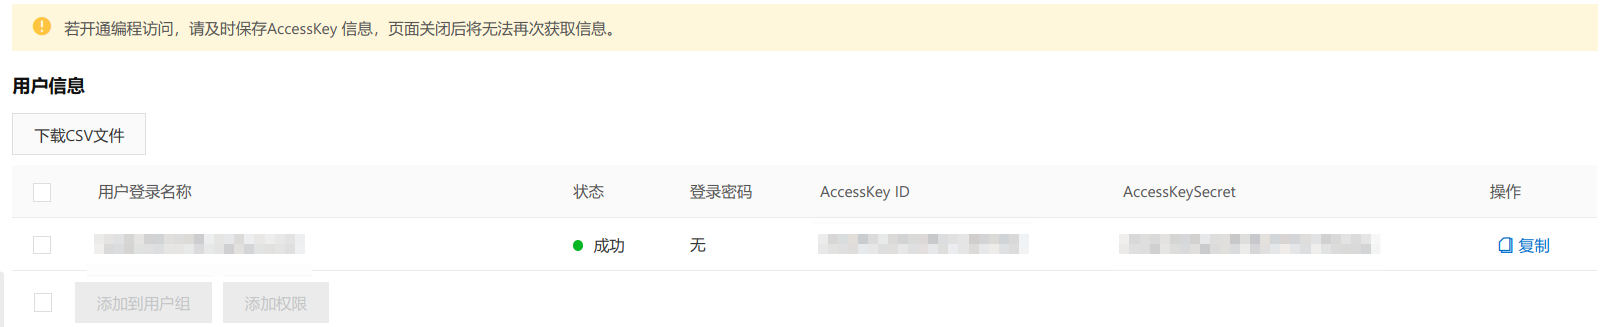 若开通编程访问，请及时保存AccessKey 信息，页面关闭后将无法再次获取信息。
用户信息
下载CSV文件
用户登录名称 状态 登录密码 AccessKey ID AccessKeySecret 操作
成功 无 复制
添加到用户组 添加权限